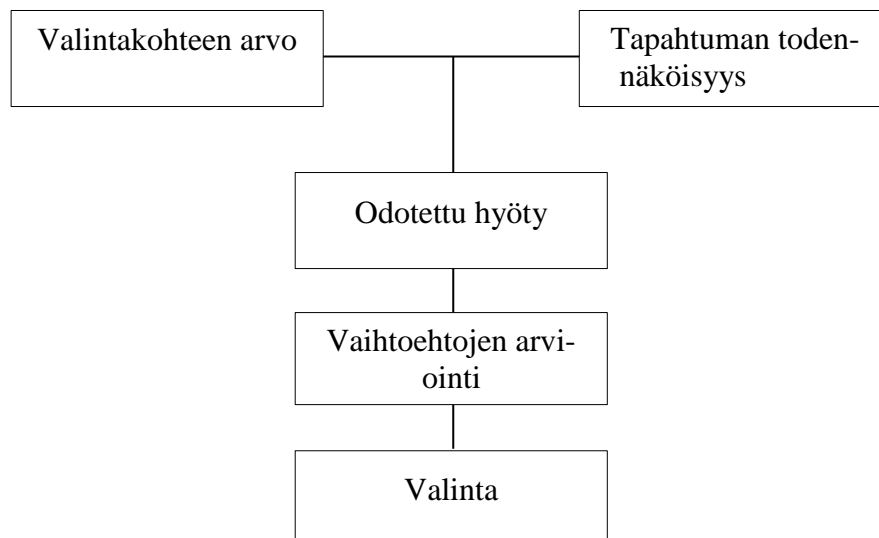 Valintakohteen arvo
Tapahtuman toden-
näköisyys
Odotettu hyöty
Vaihtoehtojen arvi-
ointi
Valinta